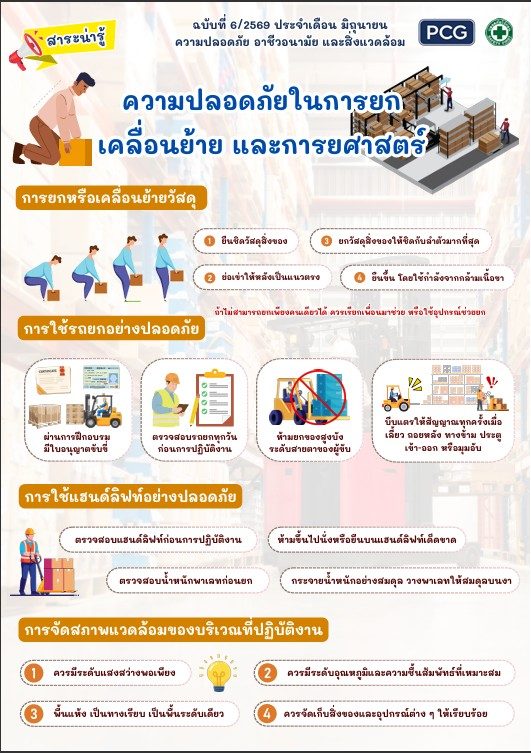 สาระน่ารู้
ฉบับที่ 6/2569 ประจำเดือน มิถุนายน
ความปลอดภัย อาชีวอนามัย และสิ่งแวดล้อม
PCG
ความปลอดภัยในการยก
เคลื่อนย้าย และการยศาสตร์
การยกหรือเคลื่อนย้ายวัสดุ
1 ยืนชิดวัสดุสิ่งของ
3 ยกวัสดุสิ่งของให้ชิดกับลำตัวมากที่สุด
2 ย่อเข่าให้หลังเป็นแนวตรง
4 ยืนขึ้น โดยใช้กำลังจากกล้ามเนื้อขา
ถ้าไม่สามารถยกเพียงคนเดียวได้ ควรเรียกเพื่อนมาช่วย หรือใช้อุปกรณ์ช่วยยก
การใช้รถยกอย่างปลอดภัย
CERTIFICATE
ผ่านการฝึกอบรม
มีใบอนุญาตขับขี่
ตรวจสอบรถยกทุกวัน
ก่อนการปฏิบัติงาน
ห้ามยกของสูงบัง
ระดับสายตาของผู้ขับ
บีบแตรให้สัญญาณทุกครั้งเมื่อ
เลี้ยว ถอยหลัง ทางข้าม ประตู
เข้า-ออก หรือมุมอับ
การใช้แฮนด์ลิฟท์อย่างปลอดภัย
ตรวจสอบแฮนด์ลิฟท์ก่อนการปฏิบัติงาน
ห้ามขึ้นไปนั่งหรือยืนบนแฮนด์ลิฟท์เด็ดขาด
ตรวจสอบน้ำหนักพาเลทก่อนยก
กระจายน้ำหนักอย่างสมดุล วางพาเลทให้สมดุลบนงา
การจัดสภาพแวดล้อมของบริเวณที่ปฏิบัติงาน
1 ควรมีระดับแสงสว่างพอเพียง
2 ควรมีระดับอุณหภูมิและความชื้นสัมพัทธ์ที่เหมาะสม
3 พื้นแห้ง เป็นทางเรียบ เป็นพื้นระดับเดียว
4 ควรจัดเก็บสิ่งของและอุปกรณ์ต่าง ๆ ให้เรียบร้อย